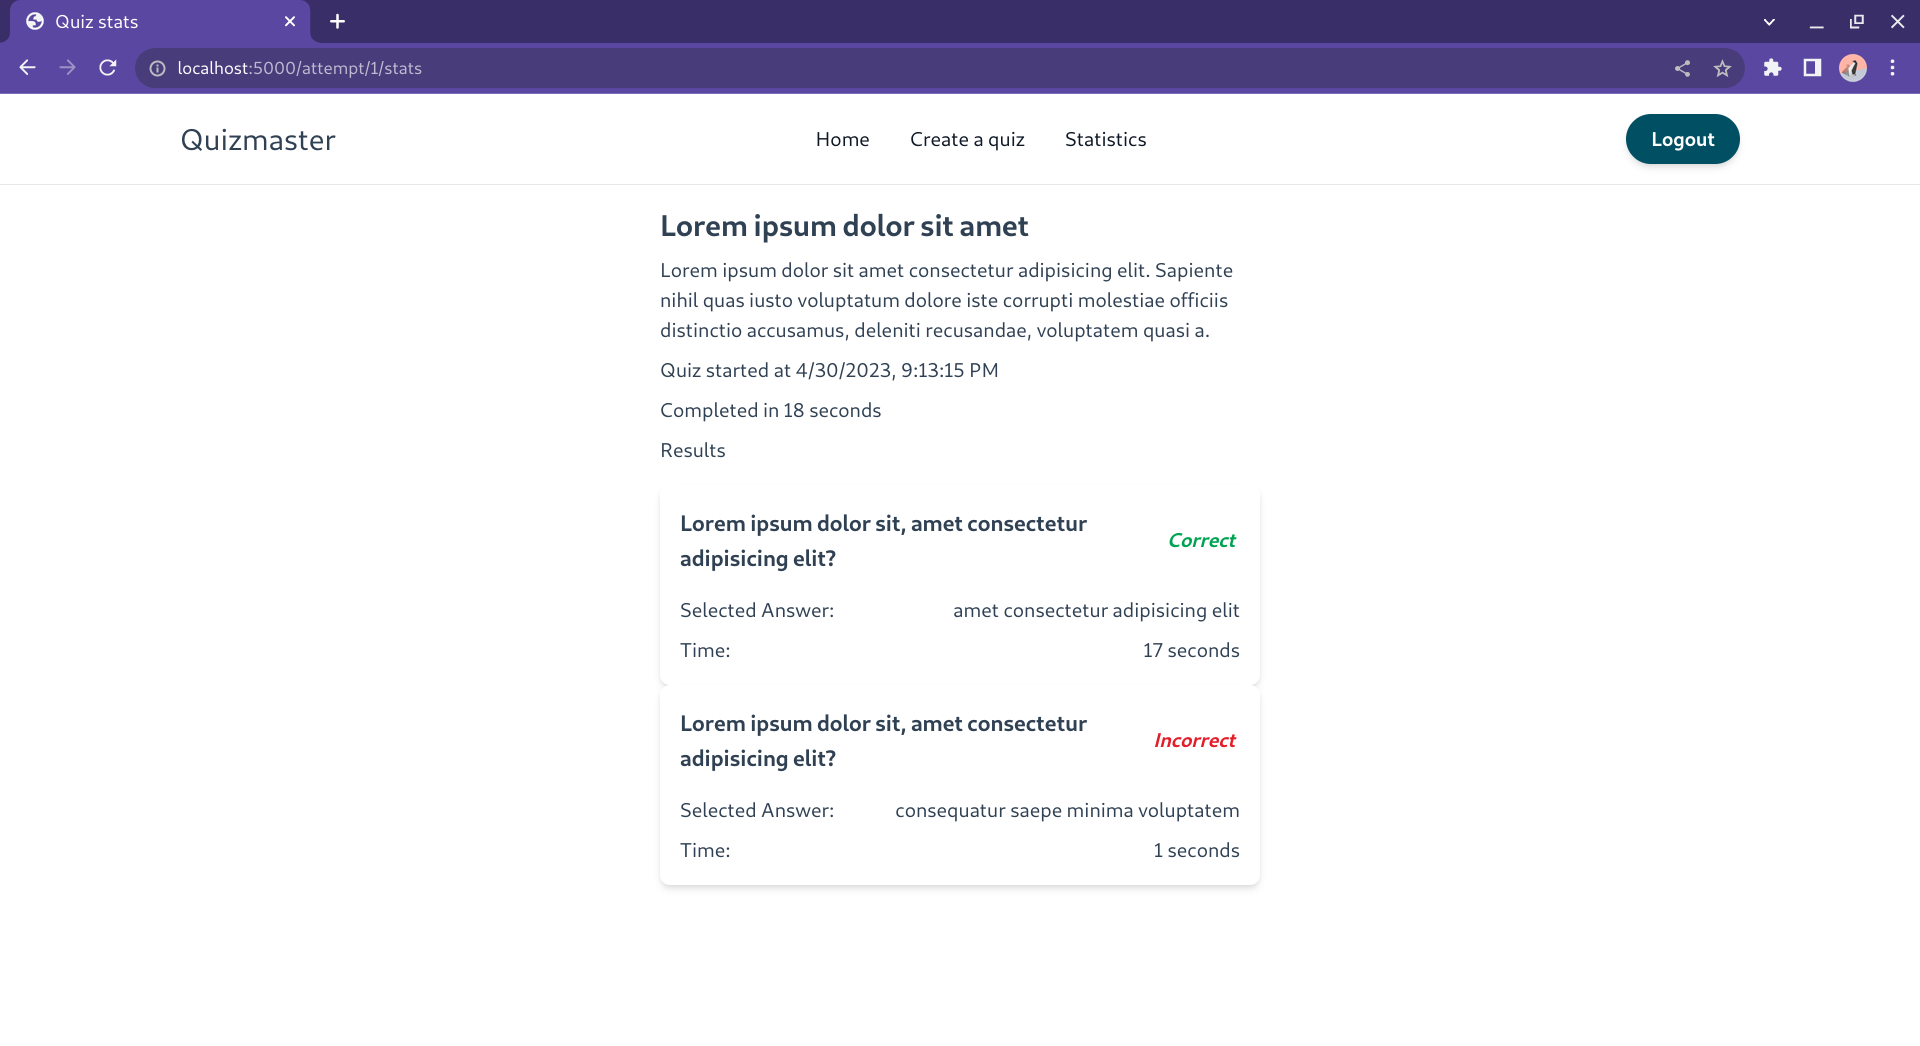 Quiz stats
localhost:5000/attempt/1/stats
Quizmaster
Home Create a quiz Statistics
Logout
Lorem ipsum dolor sit amet
Lorem ipsum dolor sit amet consectetur adipisicing elit. Sapiente
nihil quas iusto voluptatum dolore iste corrupti molestiae officiis
distinctio accusamus, deleniti recusandae, voluptatem quasi a.
Quiz started at 4/30/2023, 9:13:15 PM
Completed in 18 seconds
Results
Lorem ipsum dolor sit, amet consectetur
adipisicing elit?
Correct
Selected Answer: amet consectetur adipisicing elit
Time: 17 seconds
Lorem ipsum dolor sit, amet consectetur
adipisicing elit?
Incorrect
Selected Answer: consequatur saepe minima voluptatem
Time: 1 seconds